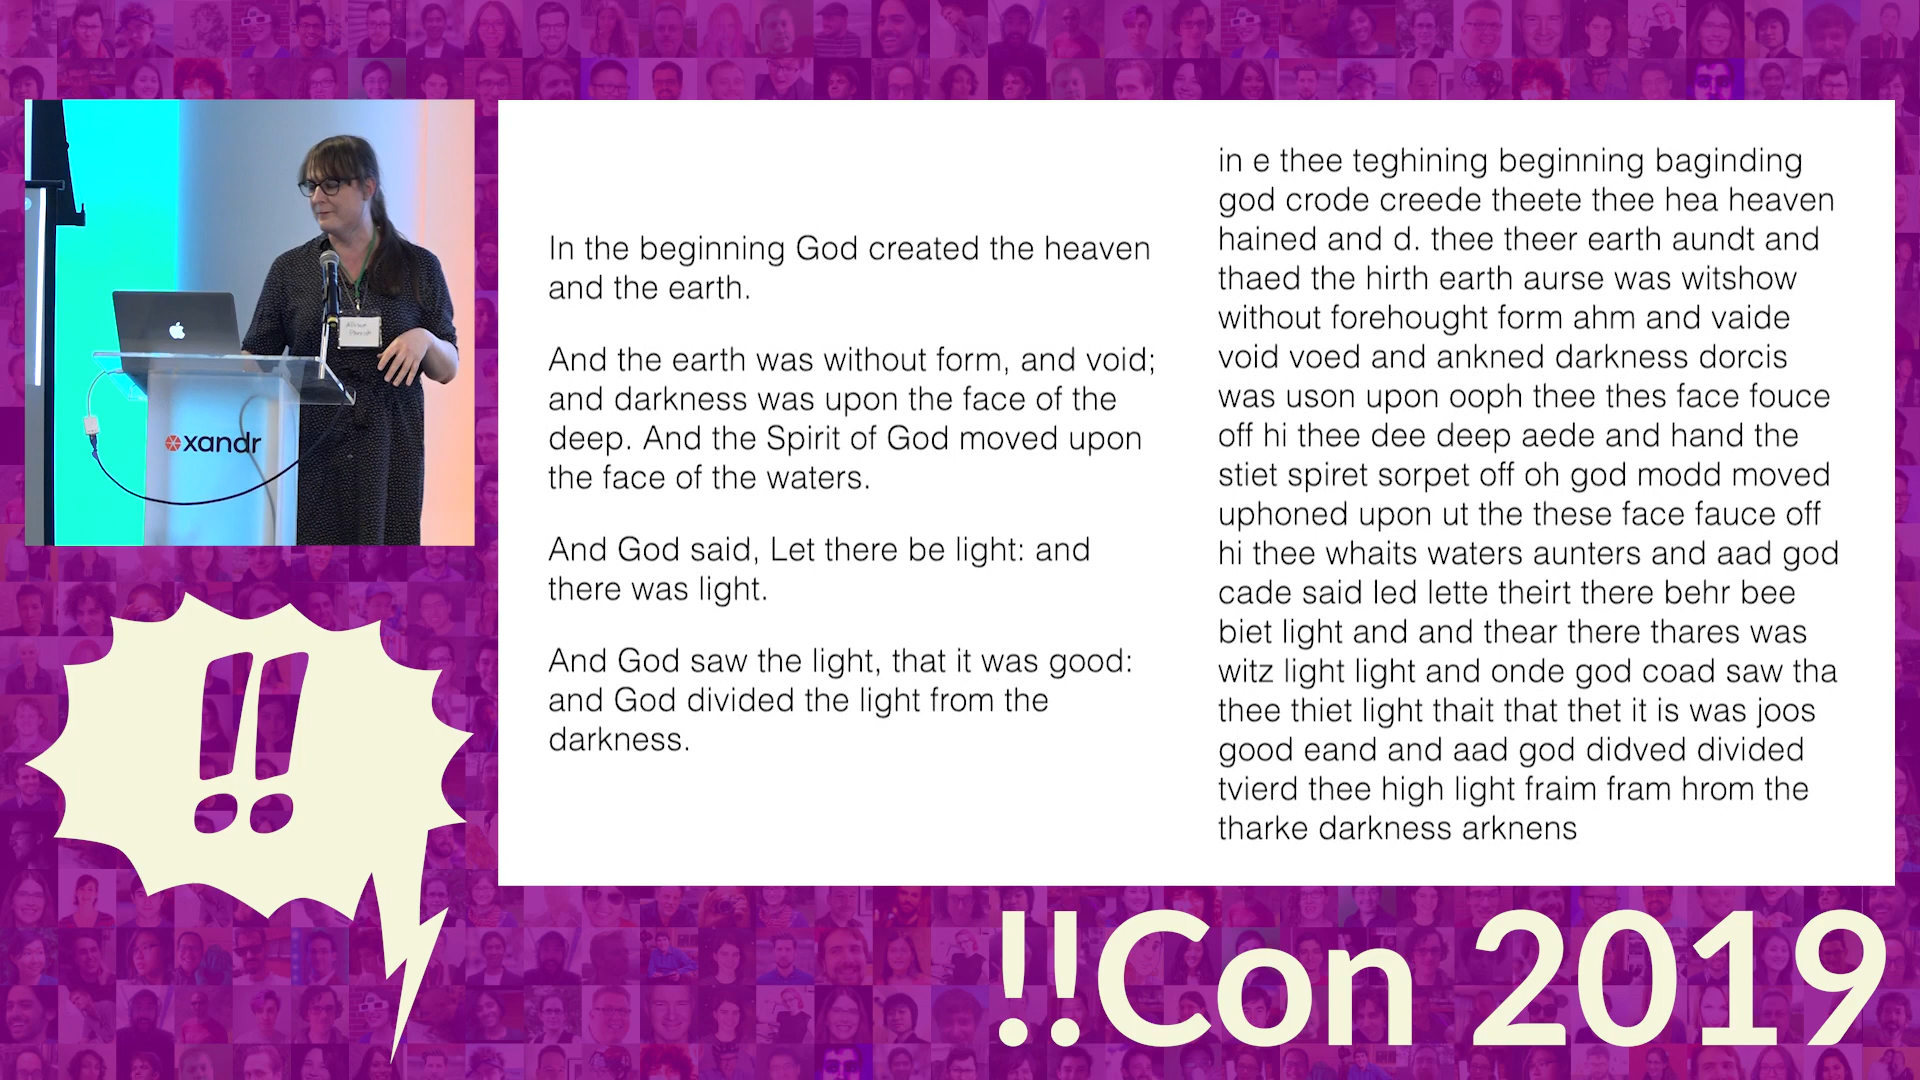 Allison
Parrish
xandr
!!
In the beginning God created the heaven
and the earth.
And the earth was without form, and void;
and darkness was upon the face of the
deep. And the Spirit of God moved upon
the face of the waters.
And God said, Let there be light: and
there was light.
And God saw the light, that it was good:
and God divided the light from the
darkness.
in e thee teghining beginning baginding
god crode creede theete thee hea heaven
hained and d. thee theer earth aundt and
thaed the hirth earth aurse was witshow
without forehought form ahm and vaide
void voed and ankned darkness dorcis
was uson upon ooph thee thes face fouce
off hi thee dee deep aede and hand the
stiet spiret sorpet off oh god modd moved
uphoned upon ut the these face fauce off
hi thee whaits waters aunters and aad god
cade said led lette theirt there behr bee
biet light and and thear there thares was
witz light light and onde god coad saw tha
thee thiet light thait that thet it is was joos
good eand and aad god didved divided
tvierd thee high light fraim fram hrom the
tharke darkness arknens
!!Con 2019